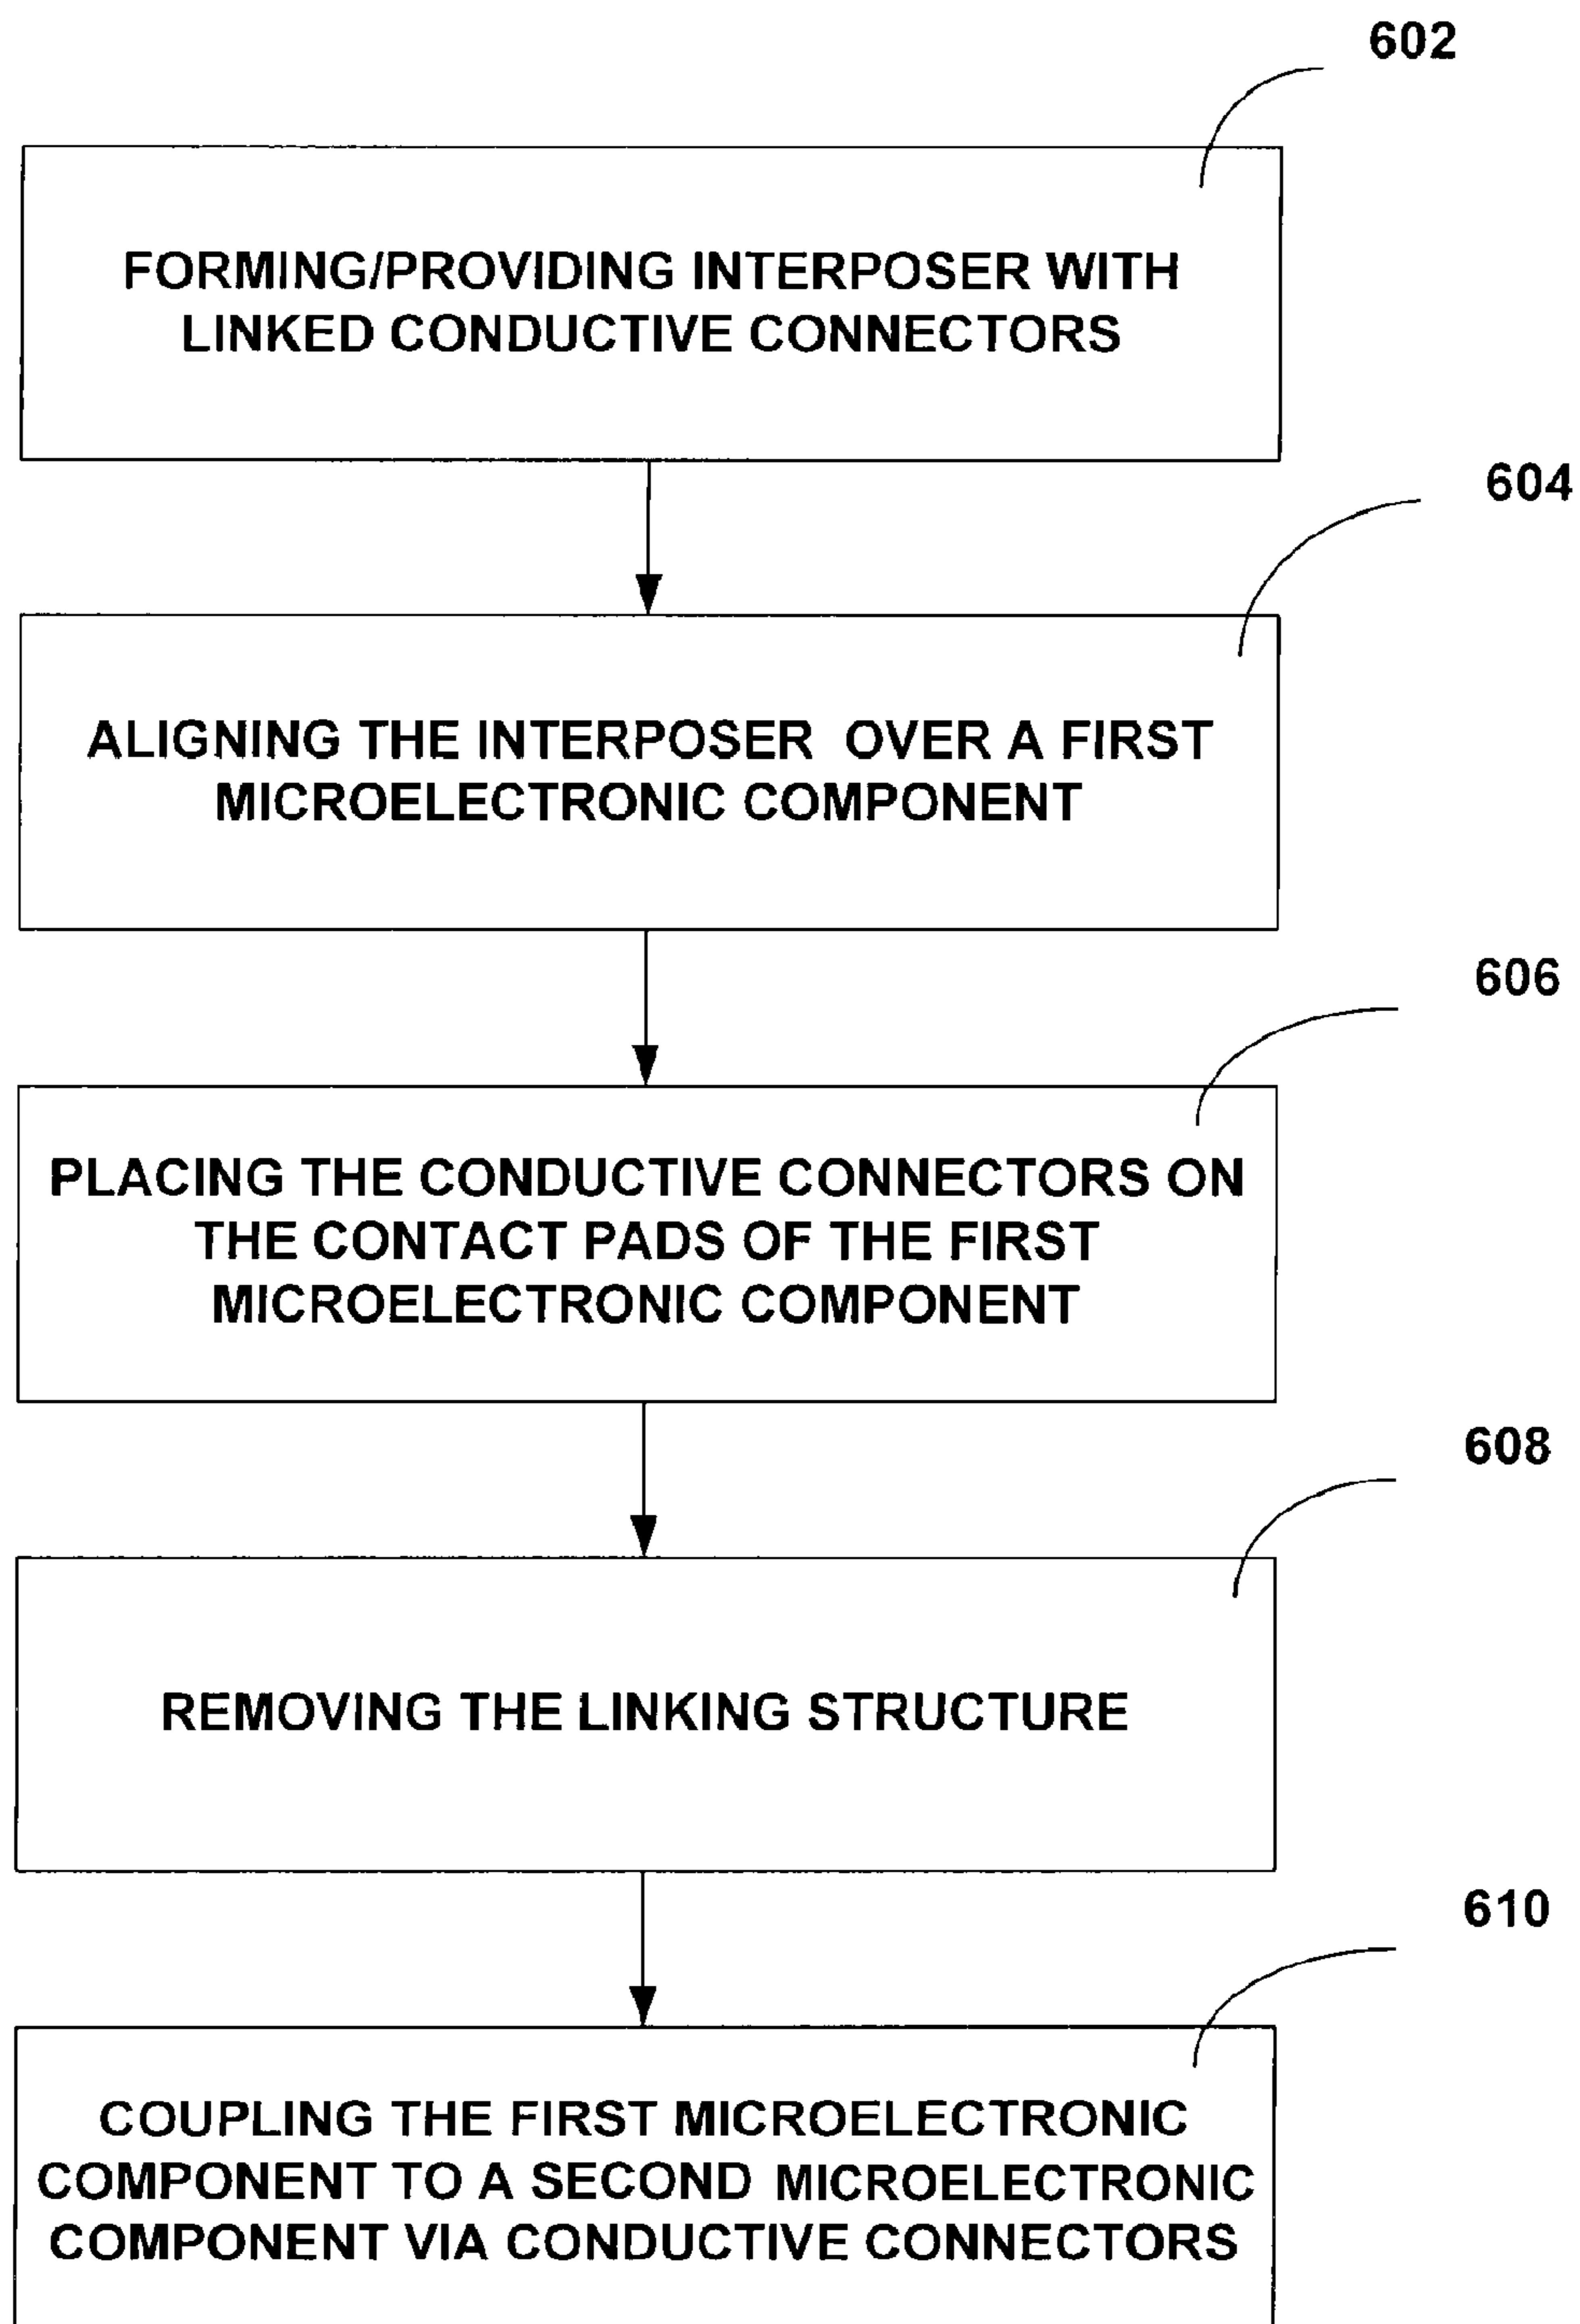 602
FORMING/PROVIDING INTERPOSER WITH
LINKED CONDUCTIVE CONNECTORS
604
ALIGNING THE INTERPOSER OVER A FIRST
MICROELECTRONIC COMPONENT
606
PLACING THE CONDUCTIVE CONNECTORS ON
THE CONTACT PADS OF THE FIRST
MICROELECTRONIC COMPONENT
608
REMOVING THE LINKING STRUCTURE
610
COUPLING THE FIRST MICROELECTRONIC
COMPONENT TO A SECOND MICROELECTRONIC
COMPONENT VIA CONDUCTIVE CONNECTORS